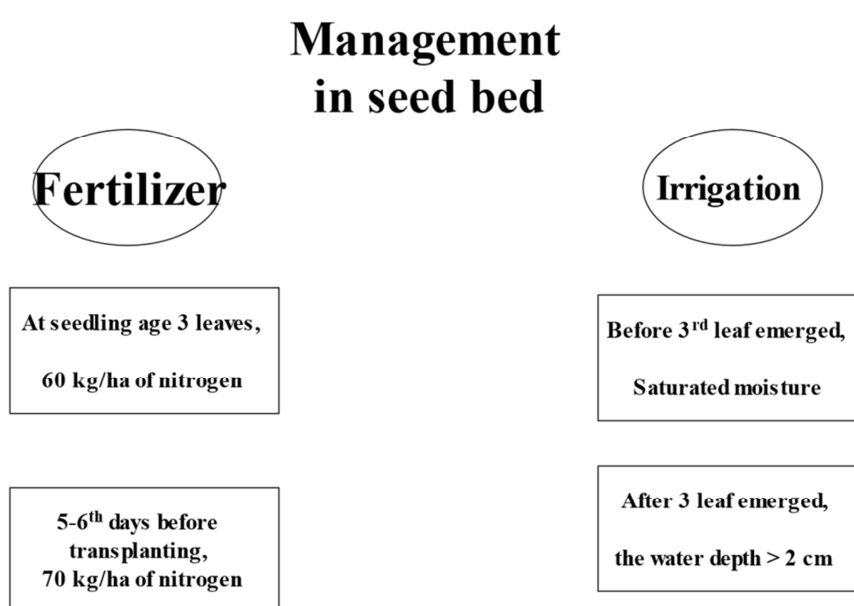 Management
in seed bed
Fertilizer
Irrigation
At seedling age 3 leaves,
60 kg/ha of nitrogen
Before 3rd leaf emerged,
Saturated moisture
5-6th days before
transplanting,
70 kg/ha of nitrogen
After 3 leaf emerged,
the water depth > 2 cm